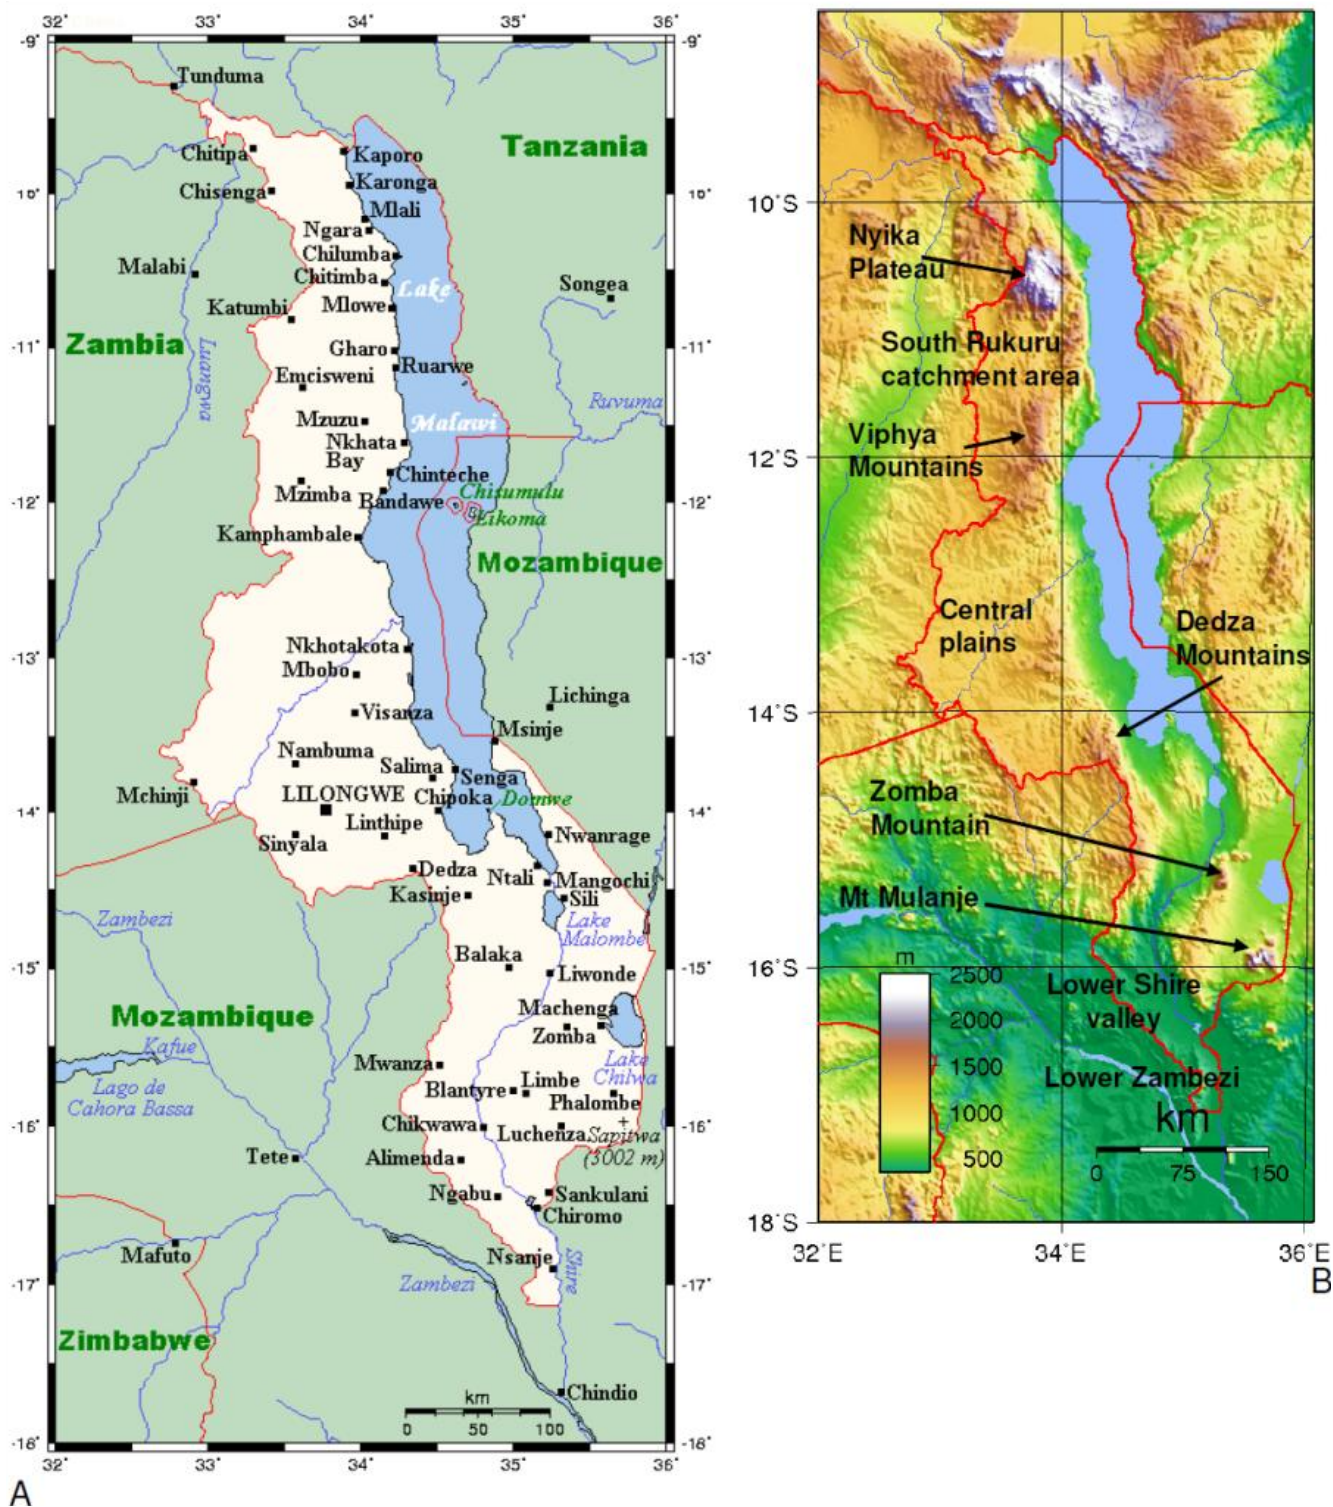 32°
33°
34°
35°
36°
-9°
-9°
Tunduma
Tanzania
Chitipa
Kaporo
Karonga
Chisenga
10°
-10°
Mlali
Ngara
Chilumba
Malabi
Chitimba
Lake
Songea
Katumbi
Mlowe
Zambia
Luangwa
-11°
-11°
Gharo
Ruarwe
Emcisweni
Ruvuma
Mzuzu
Malawi
Nkhata
Bay
Chinteche
Mzimba
Bandawe
Chisumulu
Likoma
12°
-12°
Kamphambale
Mozambique
Nkhotakota
-13°
-13°
Mbobo
Lichinga
Visanza
Msinje
Nambuma
Salima
Senga
Mchinji
LILONGWE
Chipoka
Domwe
14°
-14°
Linthipe
Sinyala
Nwanrage
Dedza
Ntali
Mangochi
Kasinje
Sili
Zambezi
Lake
Malombe
Balaka
Liwonde
-15°
-15°
Machenga
Mozambique
Zomba
Kafue
Mwanza
Lake
Chilwa
Lago de
Cahora Bassa
Blantyre
Limbe
Phalombe
-16°
-16°
Chikwawa
Luchenza
Sapitwa
(3002 m)
Tete
Alimenda
Ngabu
Sankulani
Chiromo
Mafuto
Nsanje
Shire
Zambezi
-17°
-17°
Zimbabwe
Chindio
km
0 50 100
-18°
-18°
32°
33°
34°
35°
36°
A
10°S
Nyika
Plateau
South Rukuru
catchment area
Viphya
Mountains
12°S
Central
plains
Dedza
Mountains
14°S
Zomba
Mountain
Mt Mulanje
16°S
m
2500
2000
1500
1000
500
Lower Shire
valley
Lower Zambezi
km
0 75 150
18°S
32°E
34°E
36°E
B